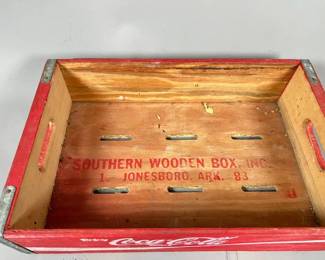 SOUTHERN WOODEN BOX, INC.
1- JONESBORO, ARK. 83
Coca-Cola